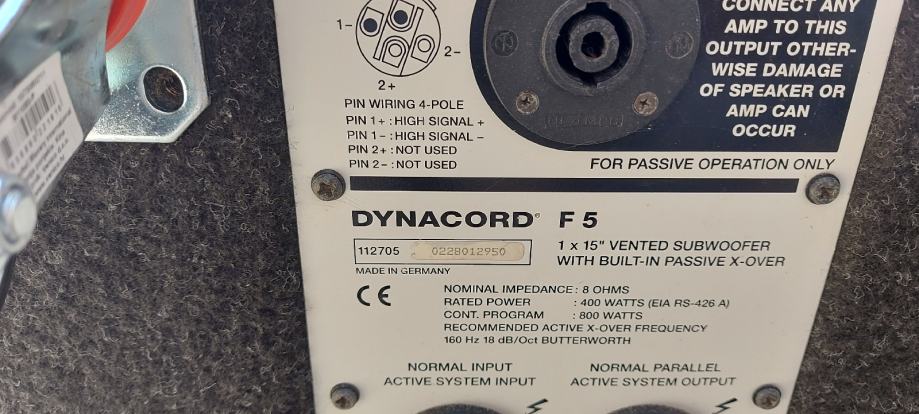 CONNECT ANY
AMP TO THIS
OUTPUT OTHER-
WISE DAMAGE
OF SPEAKER OR
AMP CAN
OCCUR
1-
2-
2+
PIN WIRING 4-POLE
PIN 1+ : HIGH SIGNAL +
PIN 1- : HIGH SIGNAL -
PIN 2+ : NOT USED
PIN 2- : NOT USED
FOR PASSIVE OPERATION ONLY
DYNACORD® F 5
112705 0228012950
1 x 15" VENTED SUBWOOFER
WITH BUILT-IN PASSIVE X-OVER
MADE IN GERMANY
CE
NOMINAL IMPEDANCE : 8 OHMS
RATED POWER : 400 WATTS (EIA RS-426 A)
CONT. PROGRAM : 800 WATTS
RECOMMENDED ACTIVE X-OVER FREQUENCY
160 Hz 18 dB/Oct BUTTERWORTH
NORMAL INPUT
ACTIVE SYSTEM INPUT
NORMAL PARALLEL
ACTIVE SYSTEM OUTPUT